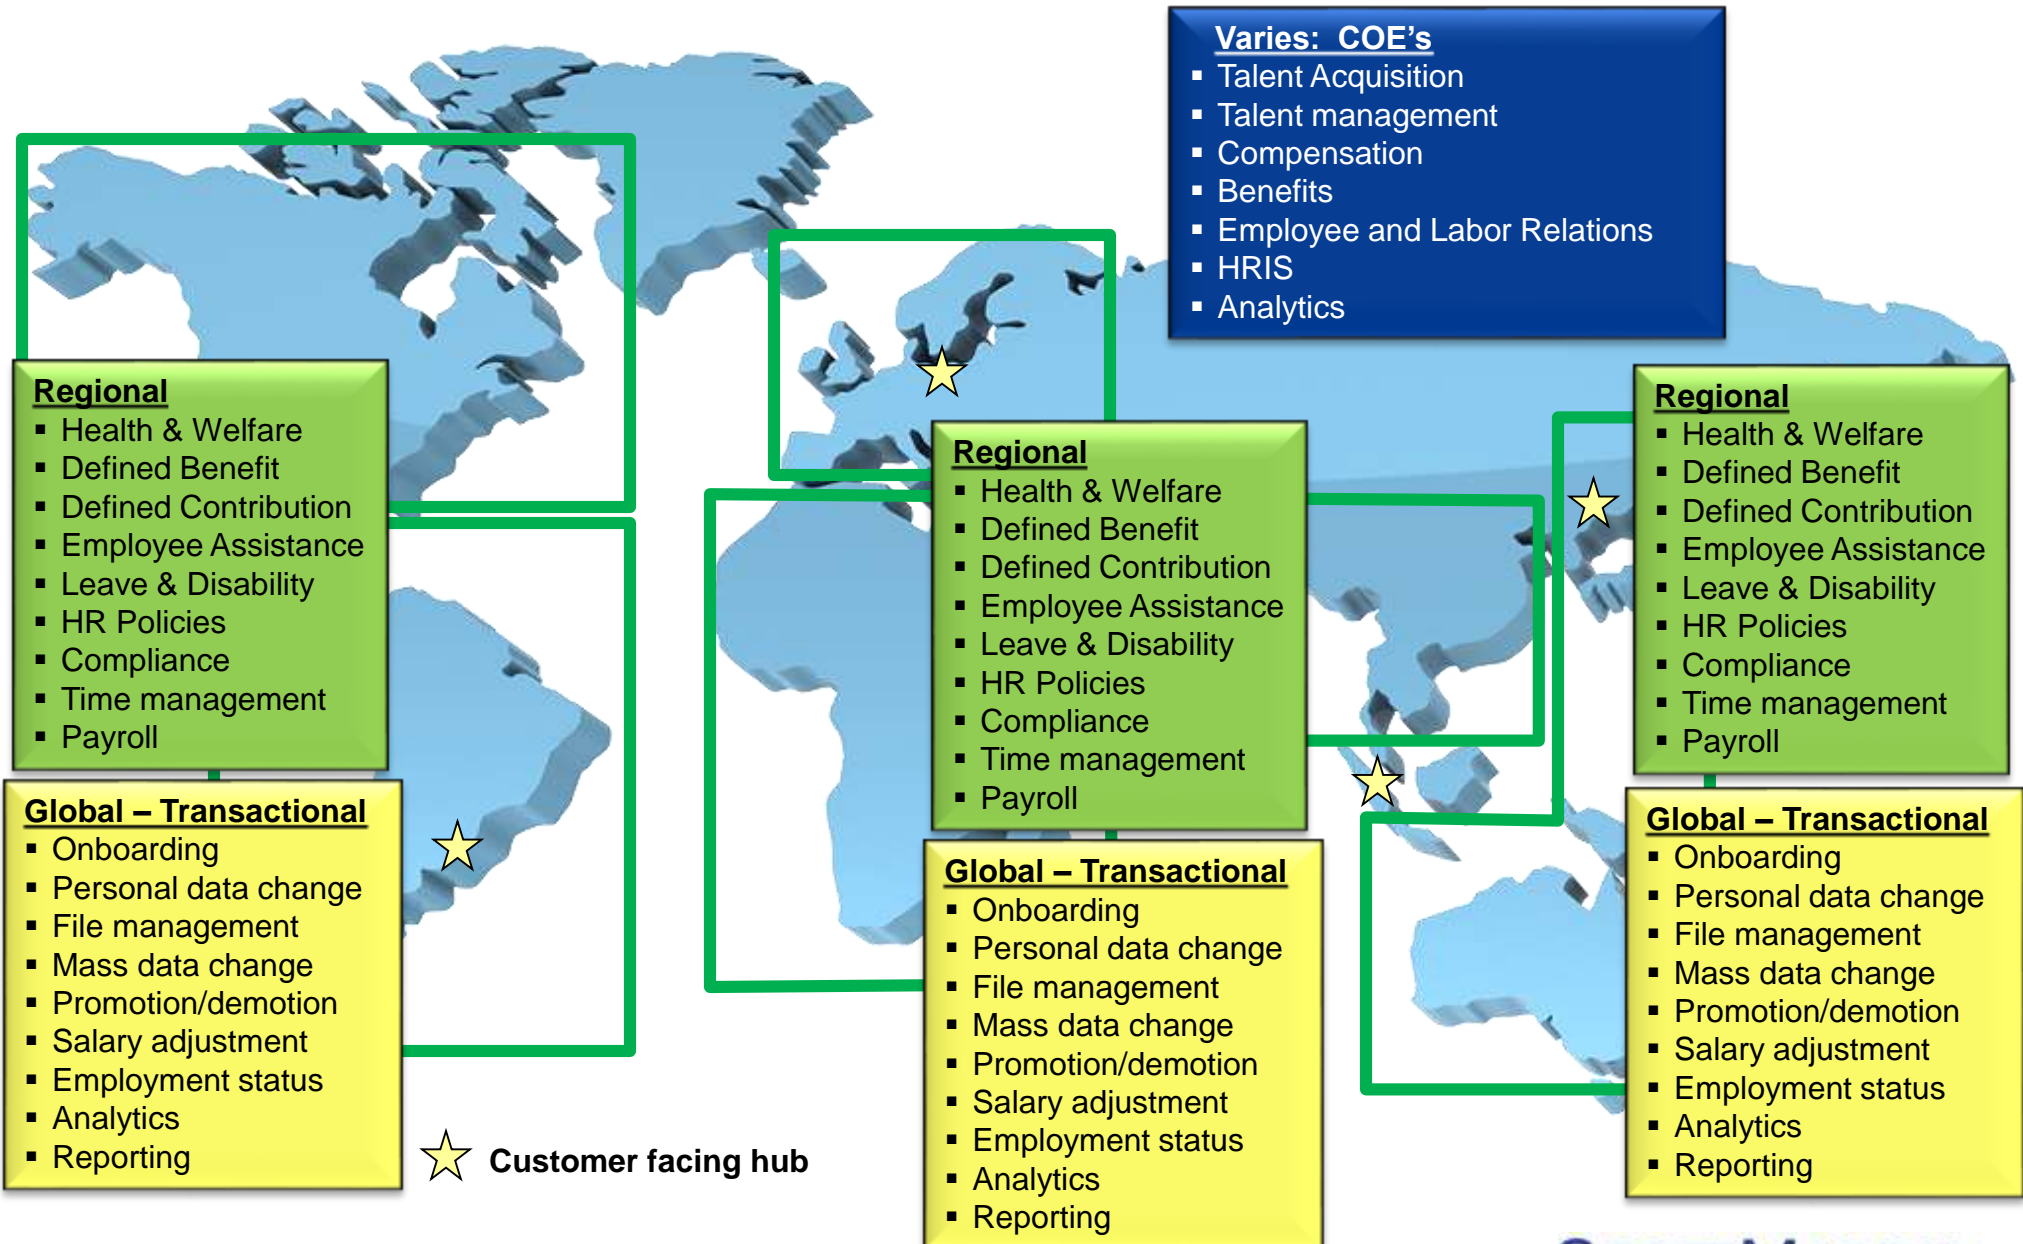 Varies:  COE's
▪ Talent Acquisition
▪ Talent management
▪ Compensation
▪ Benefits
▪ Employee and Labor Relations
▪ HRIS
▪ Analytics
Regional
▪ Health & Welfare
▪ Defined Benefit
▪ Defined Contribution
▪ Employee Assistance
▪ Leave & Disability
▪ HR Policies
▪ Compliance
▪ Time management
▪ Payroll
Global – Transactional
▪ Onboarding
▪ Personal data change
▪ File management
▪ Mass data change
▪ Promotion/demotion
▪ Salary adjustment
▪ Employment status
▪ Analytics
▪ Reporting
Customer facing hub
Regional
▪ Health & Welfare
▪ Defined Benefit
▪ Defined Contribution
▪ Employee Assistance
▪ Leave & Disability
▪ HR Policies
▪ Compliance
▪ Time management
▪ Payroll
Global – Transactional
▪ Onboarding
▪ Personal data change
▪ File management
▪ Mass data change
▪ Promotion/demotion
▪ Salary adjustment
▪ Employment status
▪ Analytics
▪ Reporting
Regional
▪ Health & Welfare
▪ Defined Benefit
▪ Defined Contribution
▪ Employee Assistance
▪ Leave & Disability
▪ HR Policies
▪ Compliance
▪ Time management
▪ Payroll
Global – Transactional
▪ Onboarding
▪ Personal data change
▪ File management
▪ Mass data change
▪ Promotion/demotion
▪ Salary adjustment
▪ Employment status
▪ Analytics
▪ Reporting